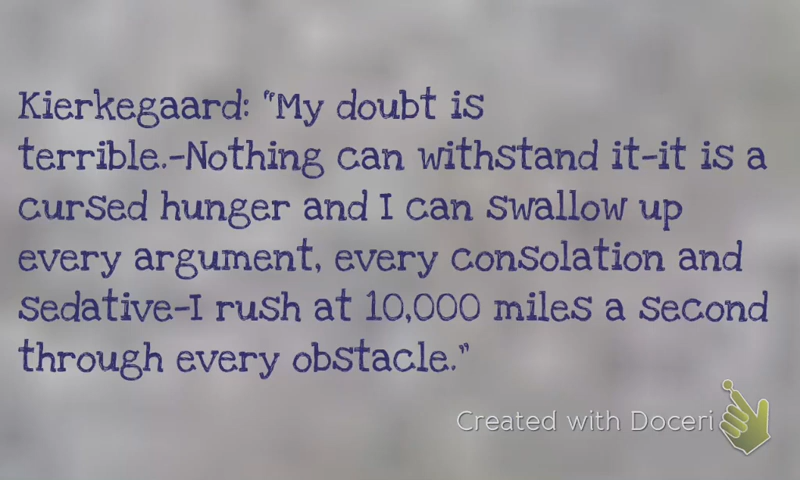 Kierkegaard: "My doubt is
terrible.-Nothing can withstand it-it is a
cursed hunger and I can swallow up
every argument, every consolation and
sedative-I rush at 10,000 miles a second
through every obstacle."
Created with Doceri